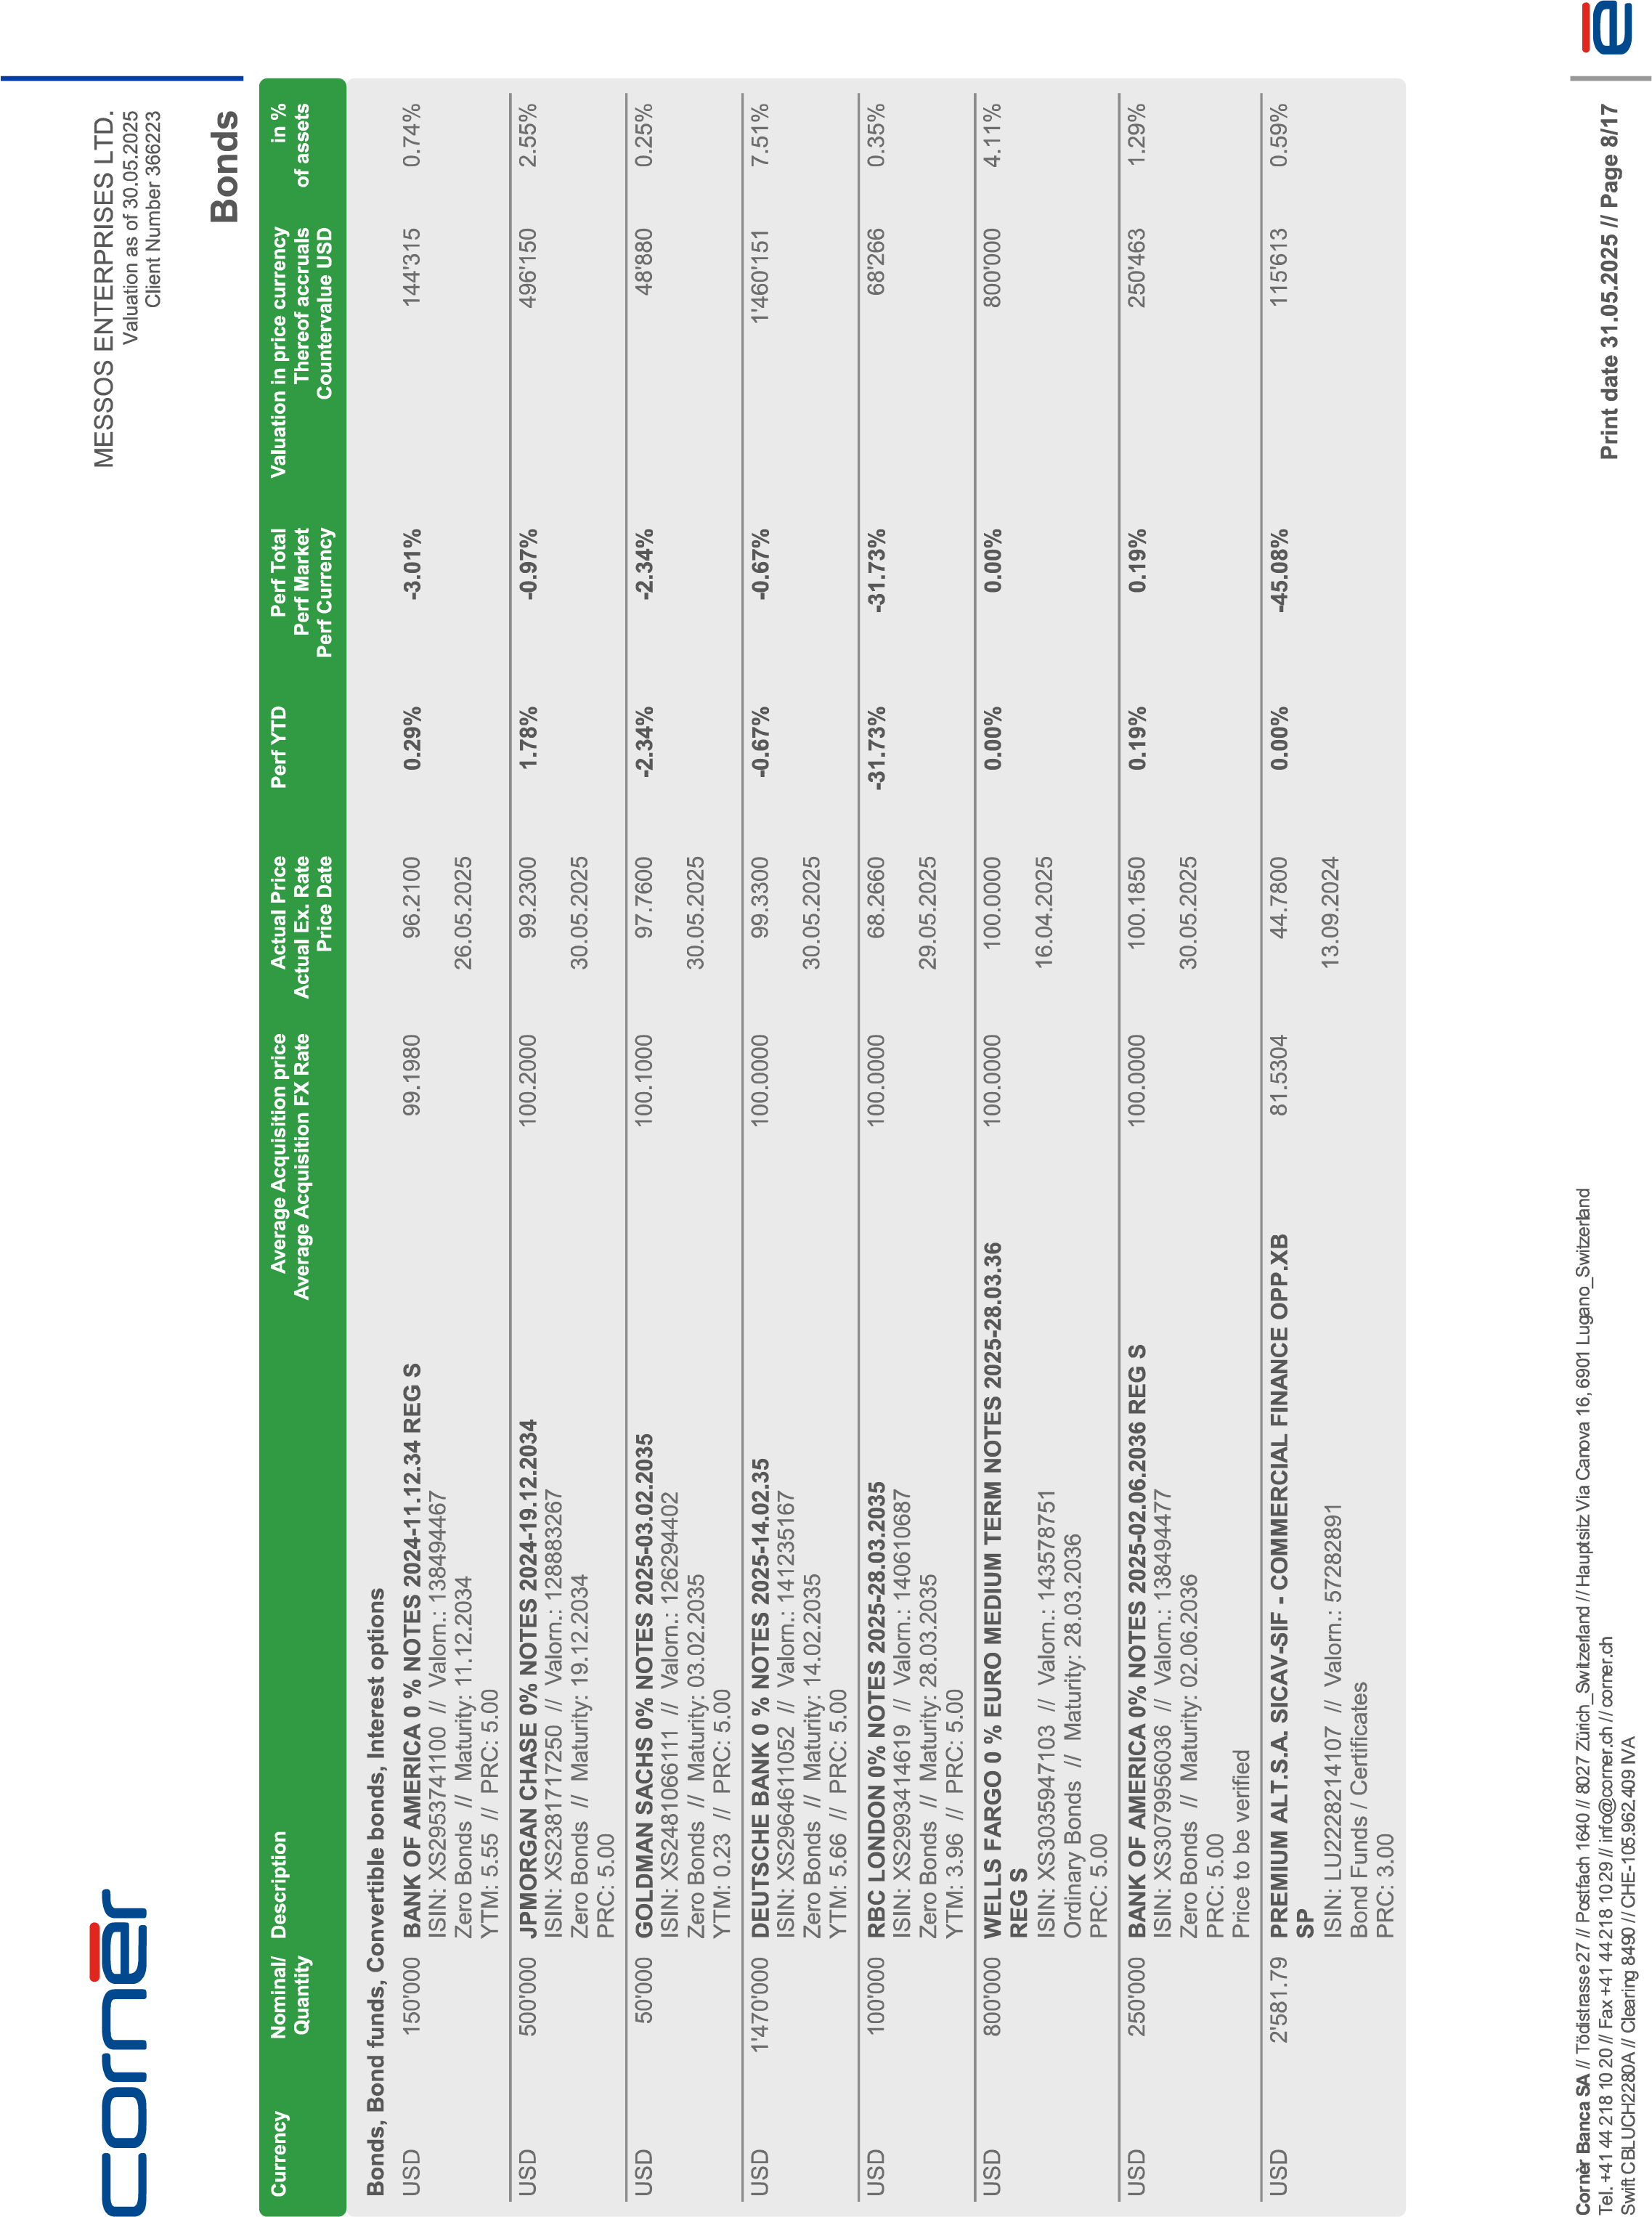 cornèr
MESSOS ENTERPRISES LTD.
Valuation as of 30.05.2025
Client Number 366223
Bonds
Currency Nominal/ Description Average Acquisition price Actual Price Perf YTD Perf Total Valuation in price currency in %
Quantity Average Acquisition FX Rate Actual Ex. Rate Perf Market Thereof accruals of assets
Price Date Perf Currency Countervalue USD
Bonds, Bond funds, Convertible bonds, Interest options
USD 150'000 BANK OF AMERICA 0 % NOTES 2024-11.12.34 REG S 99.1980 96.2100 0.29% -3.01% 144'315 0.74%
ISIN: XS2953741100 // Valorn.: 138494467
Zero Bonds // Maturity: 11.12.2034 26.05.2025
YTM: 5.55 // PRC: 5.00
USD 500'000 JPMORGAN CHASE 0% NOTES 2024-19.12.2034 100.2000 99.2300 1.78% -0.97% 496'150 2.55%
ISIN: XS2381717250 // Valorn.: 128883267
Zero Bonds // Maturity: 19.12.2034 30.05.2025
PRC: 5.00
USD 50'000 GOLDMAN SACHS 0% NOTES 2025-03.02.2035 100.1000 97.7600 -2.34% -2.34% 48'880 0.25%
ISIN: XS2481066111 // Valorn.: 126294402
Zero Bonds // Maturity: 03.02.2035 30.05.2025
YTM: 0.23 // PRC: 5.00
USD 1'470'000 DEUTSCHE BANK 0 % NOTES 2025-14.02.35 100.0000 99.3300 -0.67% -0.67% 1'460'151 7.51%
ISIN: XS2964611052 // Valorn.: 141235167
Zero Bonds // Maturity: 14.02.2035 30.05.2025
YTM: 5.66 // PRC: 5.00
USD 100'000 RBC LONDON 0% NOTES 2025-28.03.2035 100.0000 68.2660 -31.73% -31.73% 68'266 0.35%
ISIN: XS2993414619 // Valorn.: 140610687
Zero Bonds // Maturity: 28.03.2035 29.05.2025
YTM: 3.96 // PRC: 5.00
USD 800'000 WELLS FARGO 0 % EURO MEDIUM TERM NOTES 2025-28.03.36 100.0000 100.0000 0.00% 0.00% 800'000 4.11%
REG S
ISIN: XS3035947103 // Valorn.: 143578751 16.04.2025
Ordinary Bonds // Maturity: 28.03.2036
PRC: 5.00
USD 250'000 BANK OF AMERICA 0% NOTES 2025-02.06.2036 REG S 100.0000 100.1850 0.19% 0.19% 250'463 1.29%
ISIN: XS3079956036 // Valorn.: 138494477
Zero Bonds // Maturity: 02.06.2036 30.05.2025
PRC: 5.00
Price to be verified
USD 2'581.79 PREMIUM ALT.S.A. SICAV-SIF - COMMERCIAL FINANCE OPP.XB 81.5304 44.7800 0.00% -45.08% 115'613 0.59%
SP
ISIN: LU2228214107 // Valorn.: 57282891 13.09.2024
Bond Funds / Certificates
PRC: 3.00
Cornèr Banca SA // Tödistrasse 27 // Postfach 1640 // 8027 Zürich_Switzerland // Hauptsitz Via Canova 16, 6901 Lugano_Switzerland
Tel. +41 44 218 10 20 // Fax +41 44 218 10 29 // info@corner.ch // corner.ch
Swift CBLUCH2280A // Clearing 8490 // CHE-105.962.409 IVA
Print date 31.05.2025 // Page 8/17
è